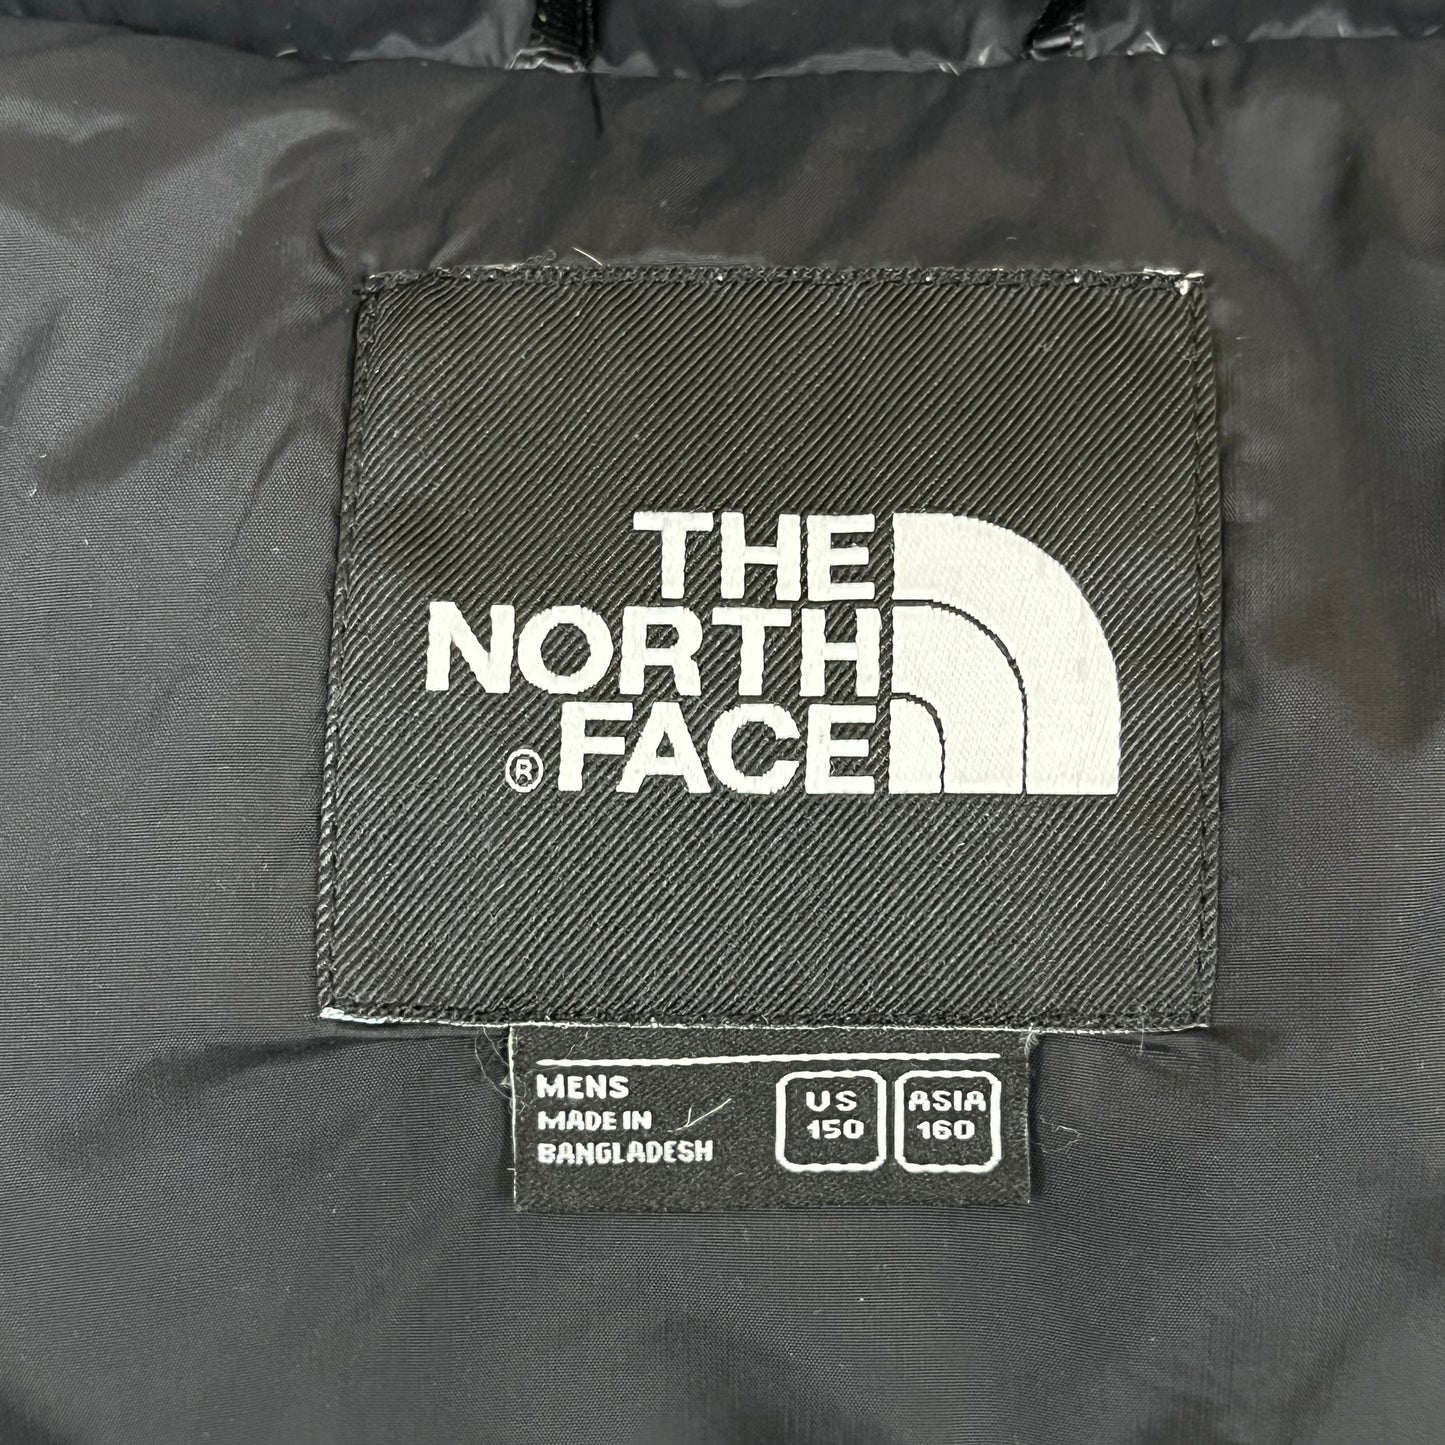 THE
NORTH
® FACE
MENS
MADE IN
BANGLADESH
US
150
ASIA
160